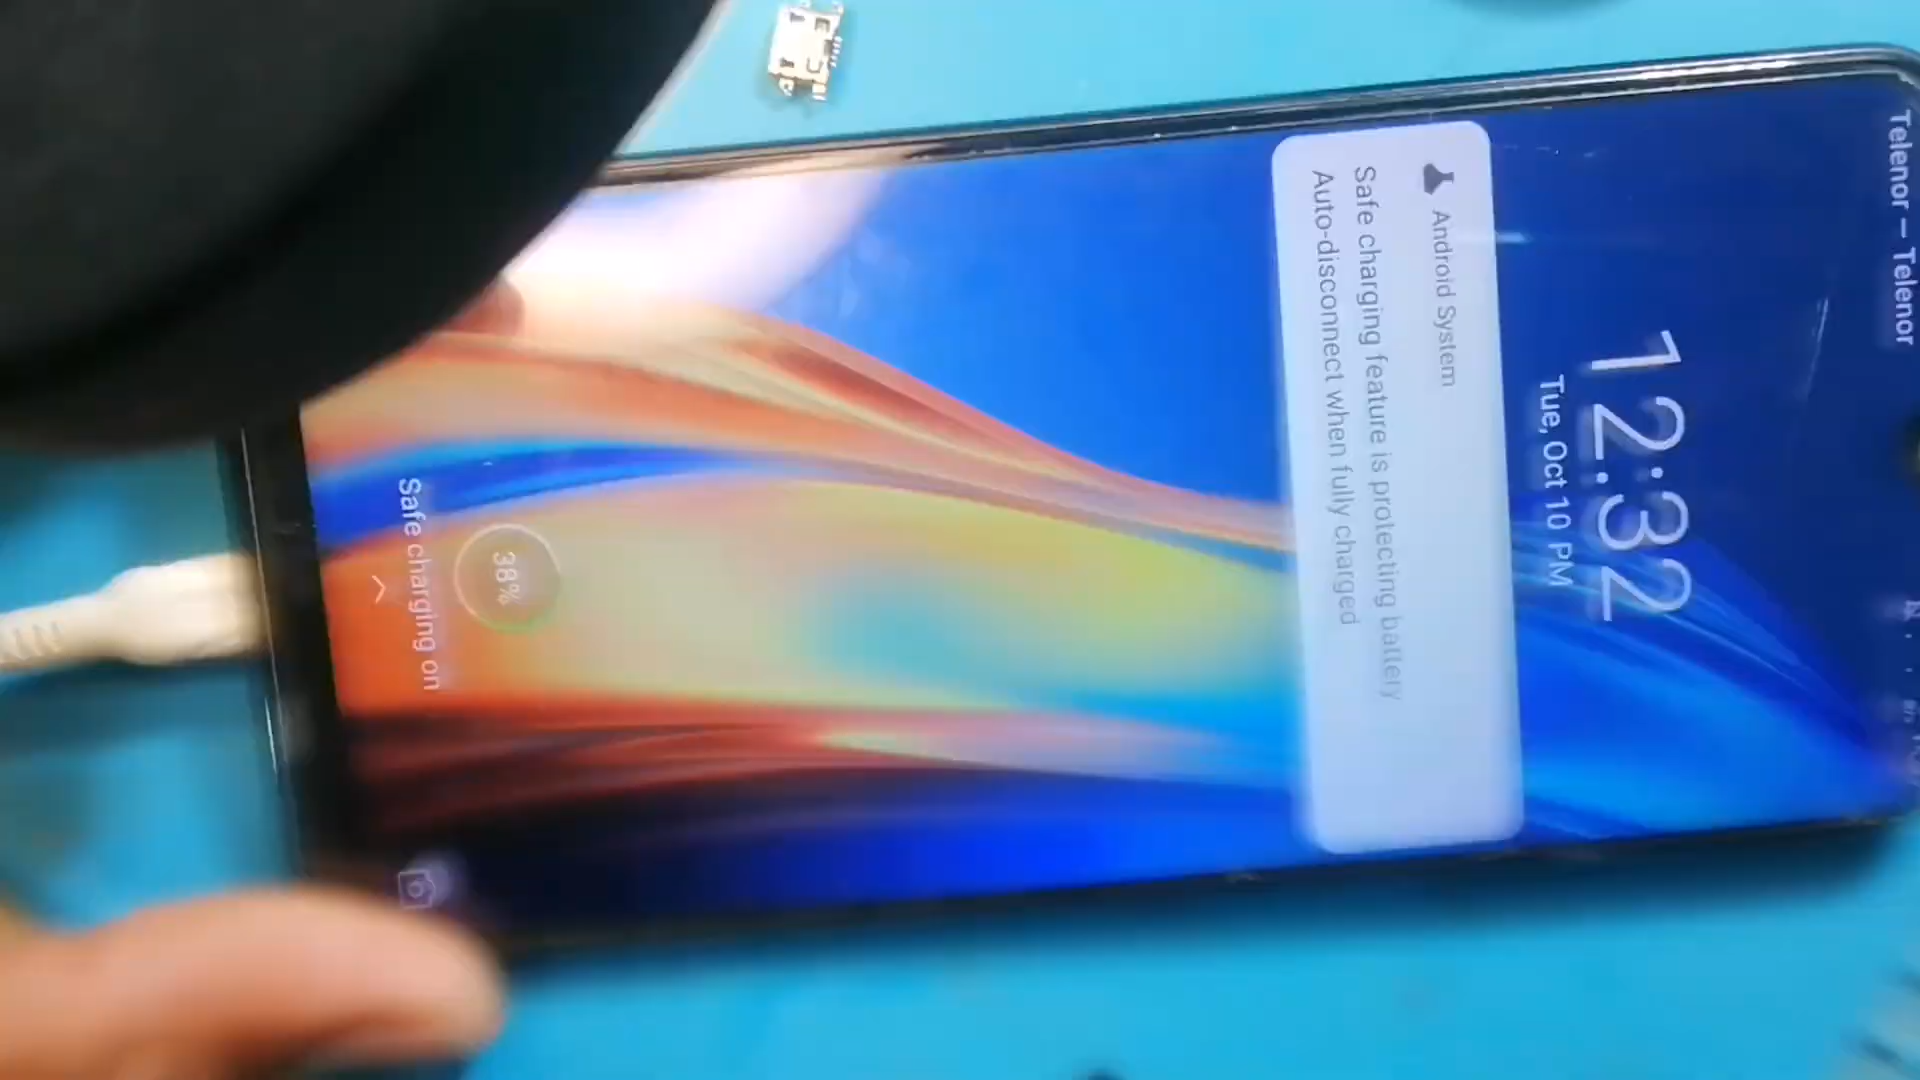 Telenor — Telenor
12:32
Tue, Oct 10 PM
Android System
Safe charging feature is protecting battery
Auto-disconnect when fully charged
38%
Safe charging on